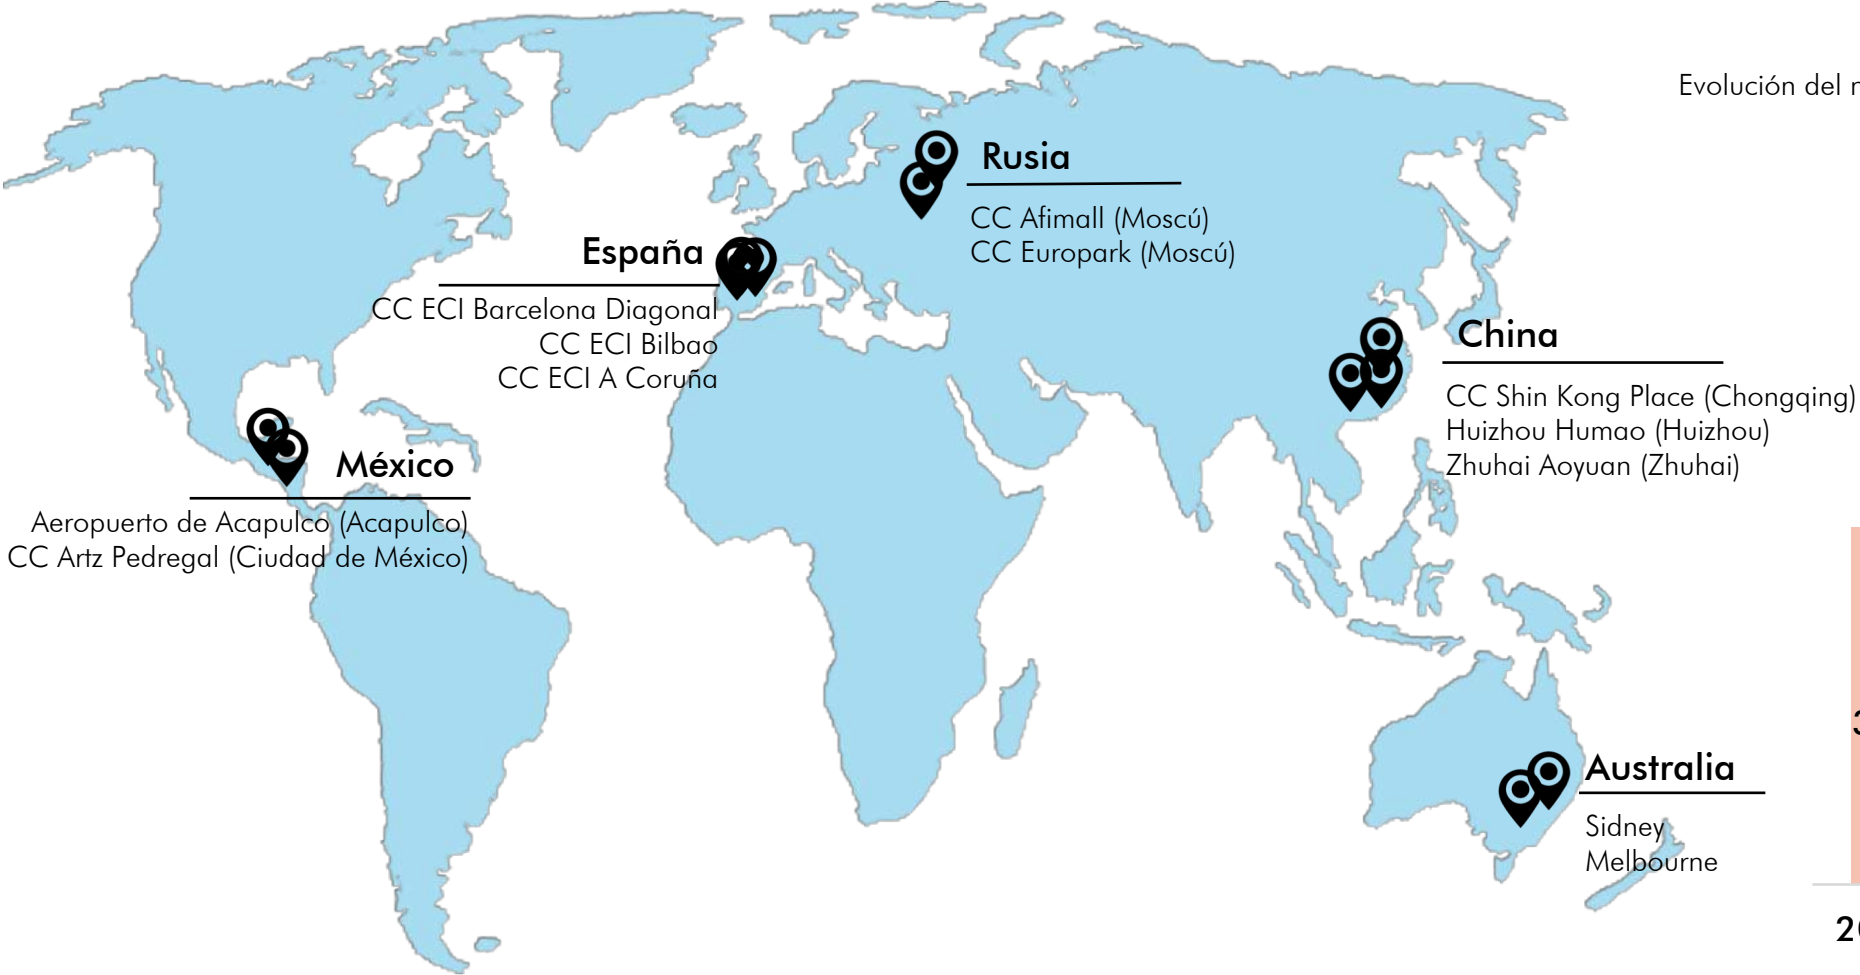 Evolución del
Rusia
CC Afimall (Moscú)
CC Europark (Moscú)
España
CC ECI Barcelona Diagonal
CC ECI Bilbao
CC ECI A Coruña
China
CC Shin Kong Place (Chongqing)
Huizhou Humao (Huizhou)
Zhuhai Aoyuan (Zhuhai)
México
Aeropuerto de Acapulco (Acapulco)
CC Artz Pedregal (Ciudad de México)
Australia
Sidney
Melbourne